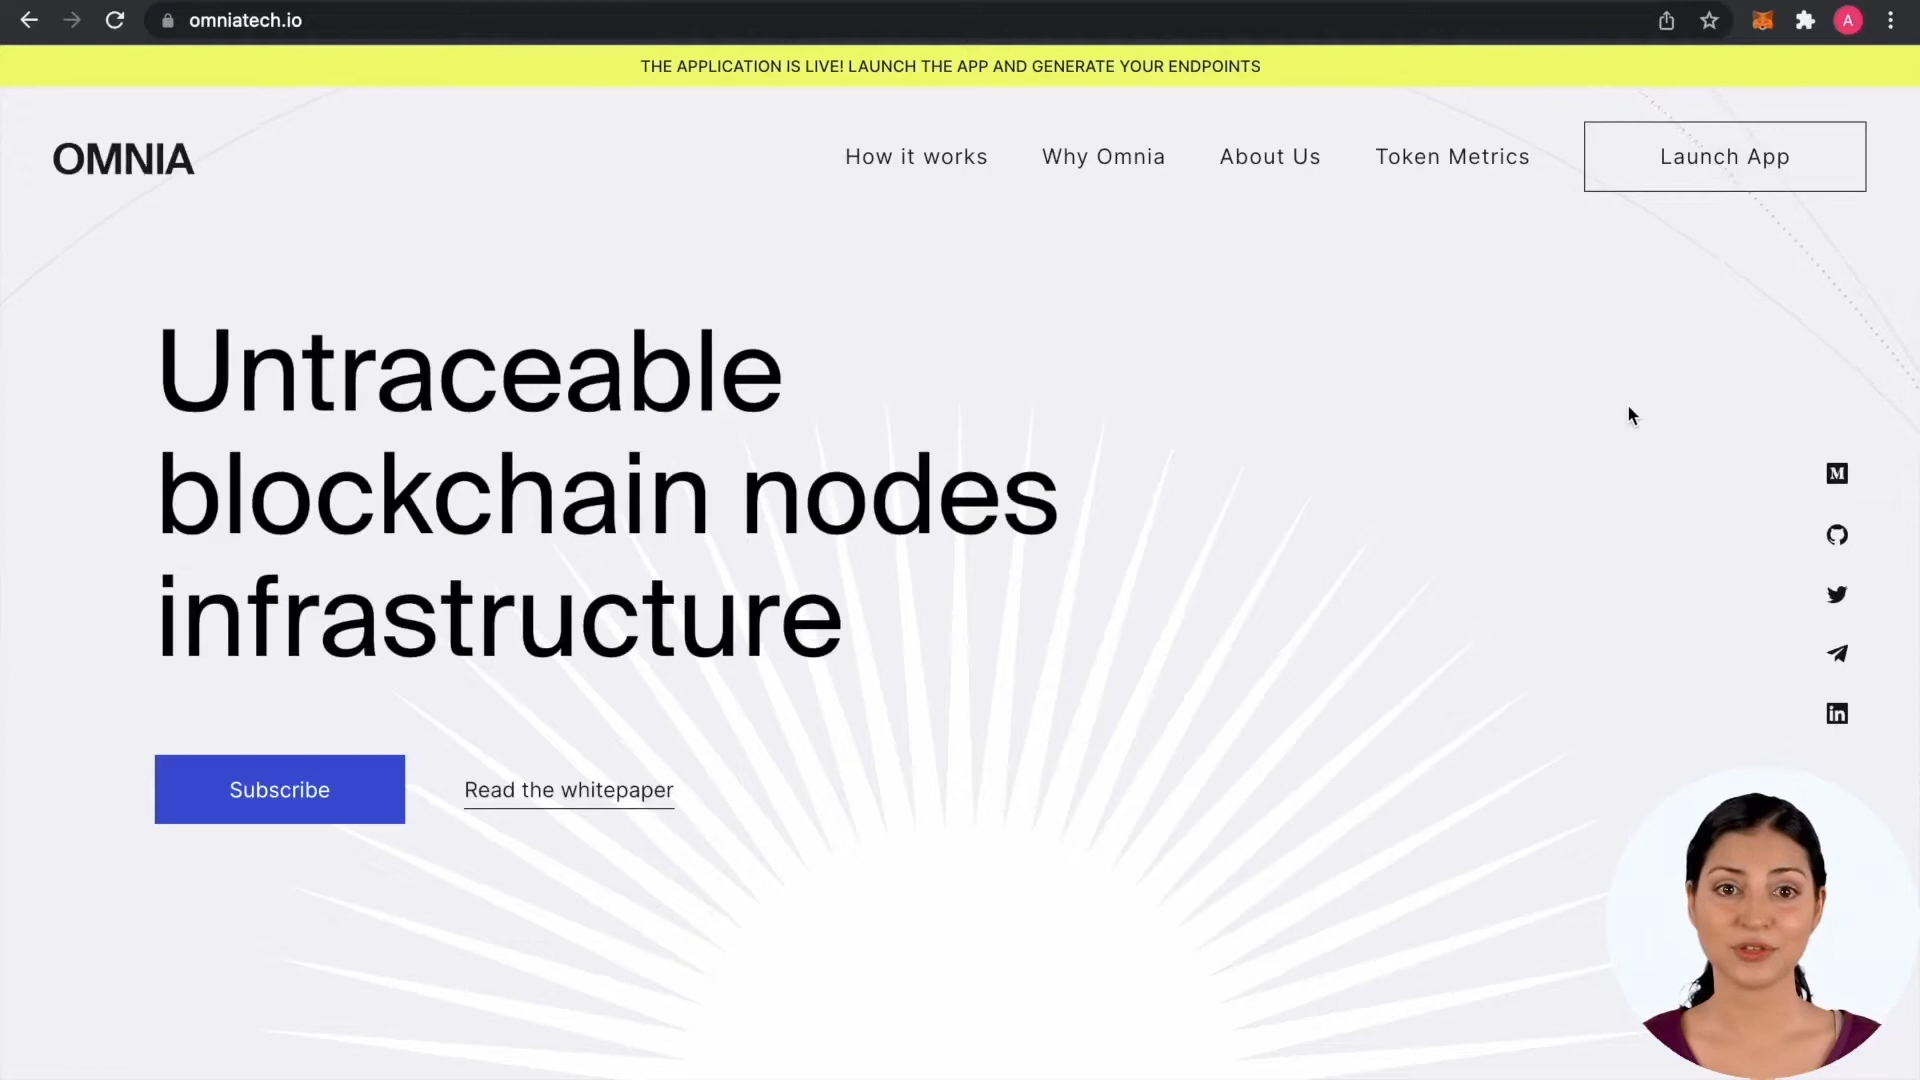 omniatech.io
A
THE APPLICATION IS LIVE! LAUNCH THE APP AND GENERATE YOUR ENDPOINTS
OMNIA
How it works
Why Omnia
About Us
Token Metrics
Launch App
Untraceable
blockchain nodes
infrastructure
M
in
Subscribe
Read the whitepaper